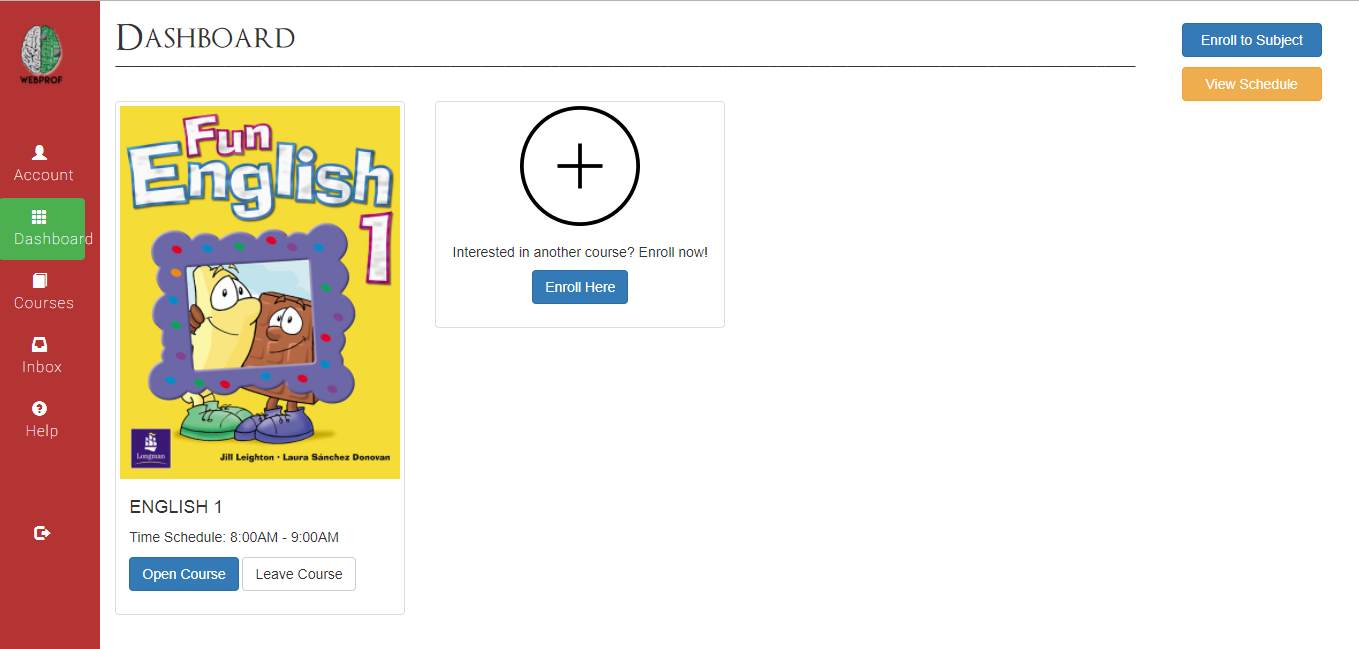 WEBPROF
Account
Dashboard
Courses
Inbox
Help
DASHBOARD
Enroll to Subject
View Schedule
Fun
English
1
Longman
Jill Leighton • Laura Sánchez Donovan
ENGLISH 1
Time Schedule: 8:00AM - 9:00AM
Open Course
Leave Course
Interested in another course? Enroll now!
Enroll Here